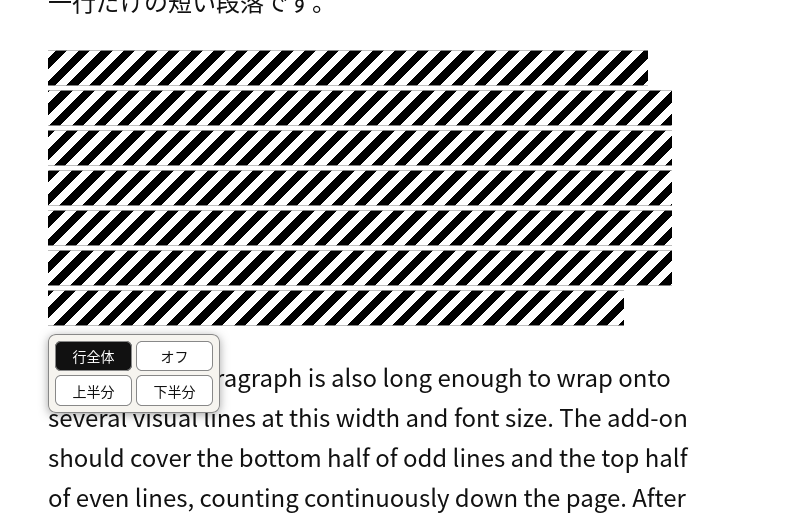 一行だけの短い段落です。
行全体 オフ
上半分 下半分
ragraph is also long enough to wrap onto
several visual lines at this width and font size. The add-on
should cover the bottom half of odd lines and the top half
of even lines, counting continuously down the page. After